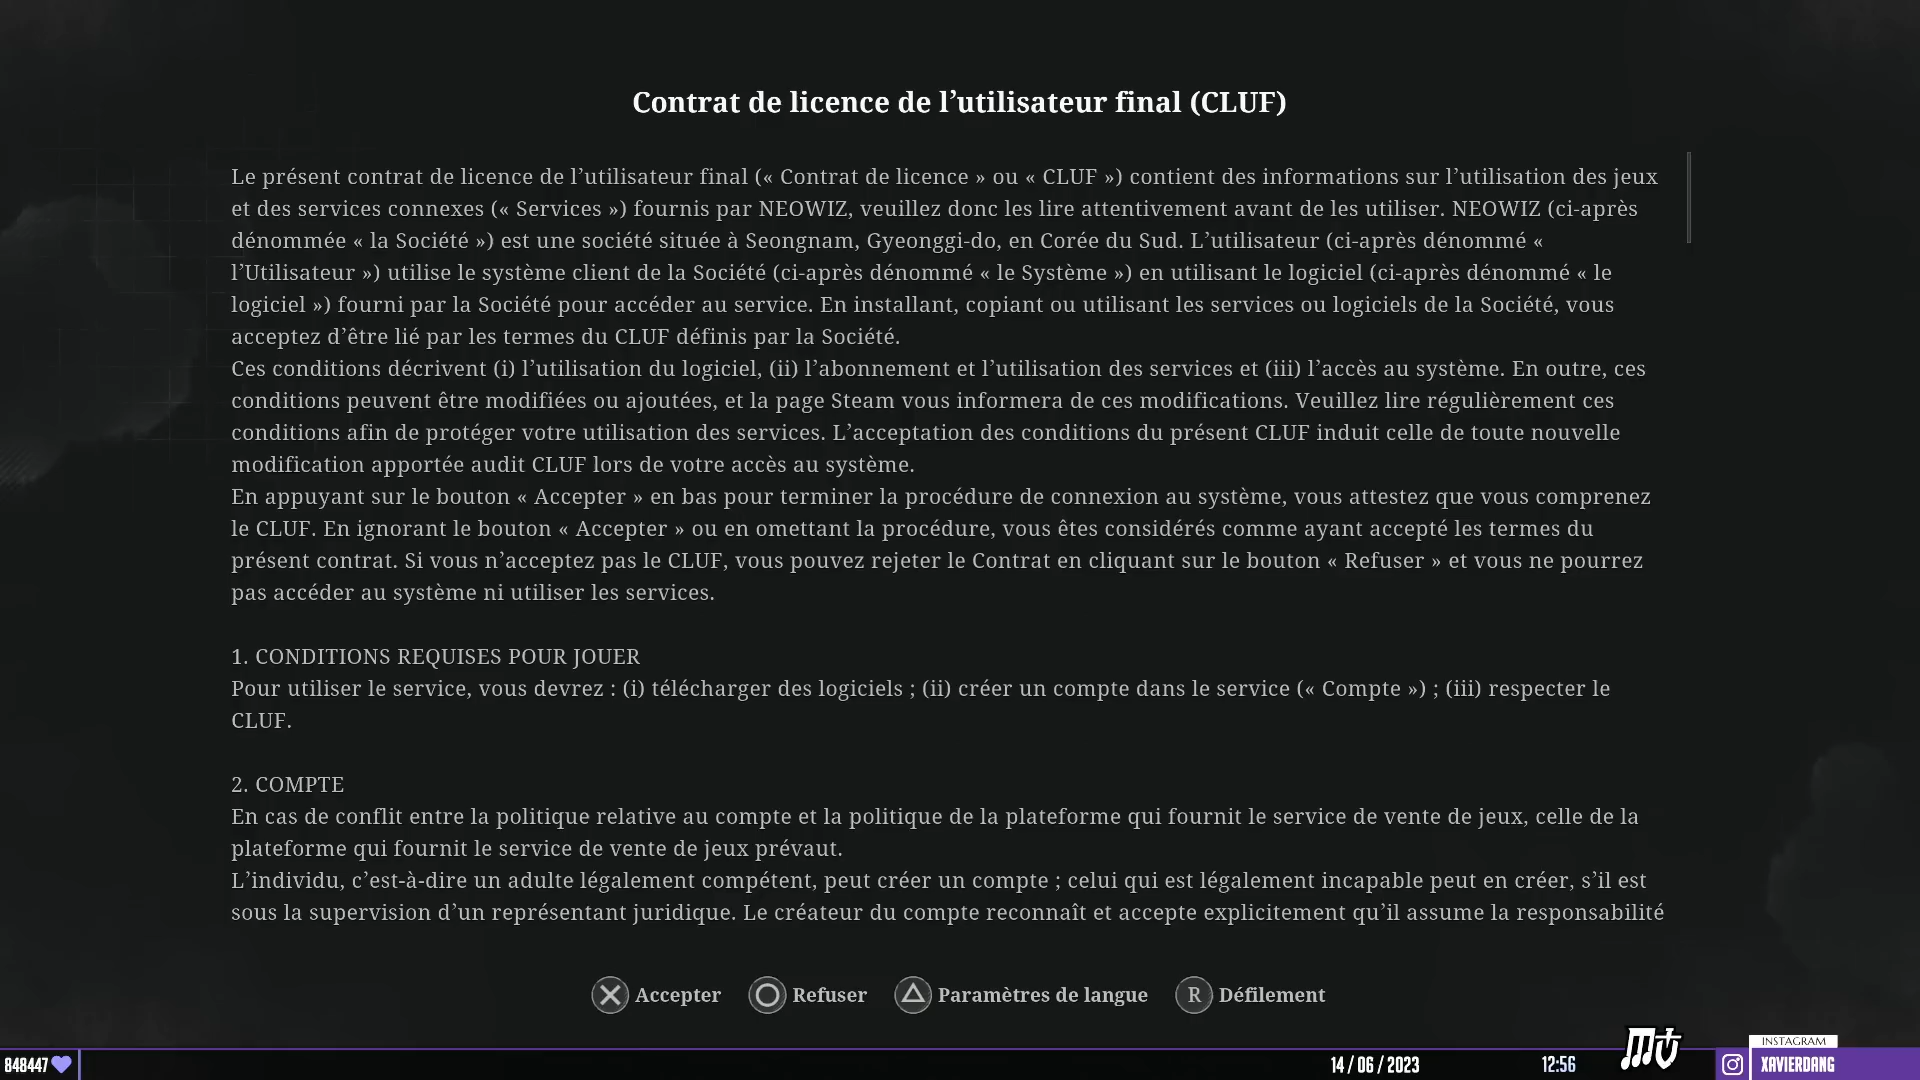 Contrat de licence de l’utilisateur final (CLUF)
Le présent contrat de licence de l’utilisateur final (« Contrat de licence » ou « CLUF ») contient des informations sur l’utilisation des jeux
et des services connexes (« Services ») fournis par NEOWIZ, veuillez donc les lire attentivement avant de les utiliser. NEOWIZ (ci-après
dénommée « la Société ») est une société située à Seongnam, Gyeonggi-do, en Corée du Sud. L’utilisateur (ci-après dénommé «
l’Utilisateur ») utilise le système client de la Société (ci-après dénommé « le Système ») en utilisant le logiciel (ci-après dénommé « le
logiciel ») fourni par la Société pour accéder au service. En installant, copiant ou utilisant les services ou logiciels de la Société, vous
acceptez d’être lié par les termes du CLUF définis par la Société.
Ces conditions décrivent (i) l’utilisation du logiciel, (ii) l’abonnement et l’utilisation des services et (iii) l’accès au système. En outre, ces
conditions peuvent être modifiées ou ajoutées, et la page Steam vous informera de ces modifications. Veuillez lire régulièrement ces
conditions afin de protéger votre utilisation des services. L’acceptation des conditions du présent CLUF induit celle de toute nouvelle
modification apportée audit CLUF lors de votre accès au système.
En appuyant sur le bouton « Accepter » en bas pour terminer la procédure de connexion au système, vous attestez que vous comprenez
le CLUF. En ignorant le bouton « Accepter » ou en omettant la procédure, vous êtes considérés comme ayant accepté les termes du
présent contrat. Si vous n’acceptez pas le CLUF, vous pouvez rejeter le Contrat en cliquant sur le bouton « Refuser » et vous ne pourrez
pas accéder au système ni utiliser les services.
1. CONDITIONS REQUISES POUR JOUER
Pour utiliser le service, vous devrez : (i) télécharger des logiciels ; (ii) créer un compte dans le service (« Compte ») ; (iii) respecter le
CLUF.
2. COMPTE
En cas de conflit entre la politique relative au compte et la politique de la plateforme qui fournit le service de vente de jeux, celle de la
plateforme qui fournit le service de vente de jeux prévaut.
L’individu, c’est-à-dire un adulte légalement compétent, peut créer un compte ; celui qui est légalement incapable peut en créer, s’il est
sous la supervision d’un représentant juridique. Le créateur du compte reconnaît et accepte explicitement qu’il assume la responsabilité
Accepter Refuser Paramètres de langue R Défilement
INSTAGRAM
848447 14 / 06 / 2023 12:56 XAVIERDANG